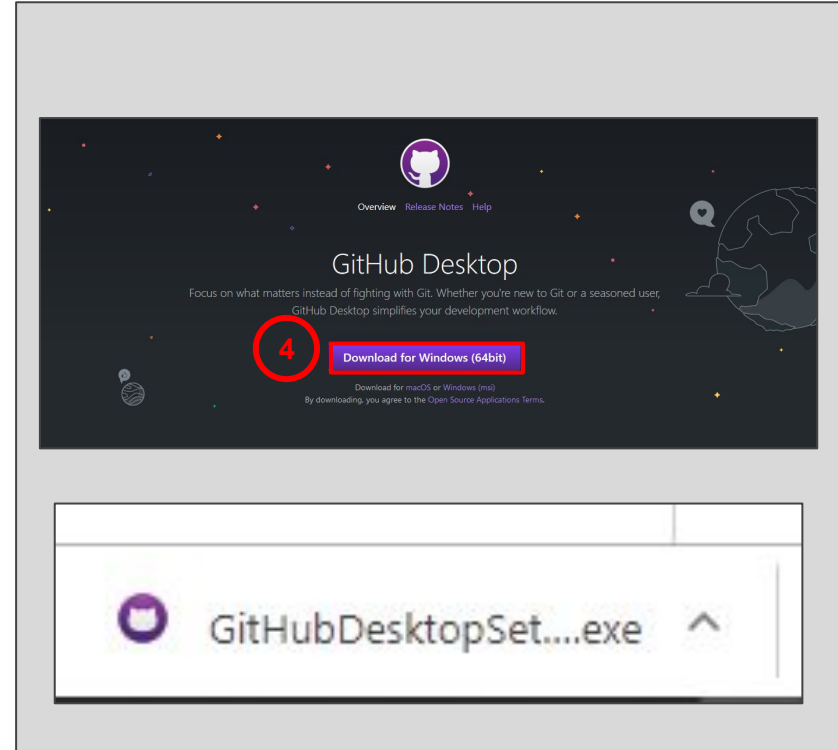 Overview Release Notes Help
GitHub Desktop
Focus on what matters instead of fighting with Git. Whether you're new to Git or a seasoned user,
GitHub Desktop simplifies your development workflow.
4
Download for Windows (64bit)
Download for macOS or Windows (msi)
By downloading, you agree to the Open Source Applications Terms.
GitHubDesktopSet....exe